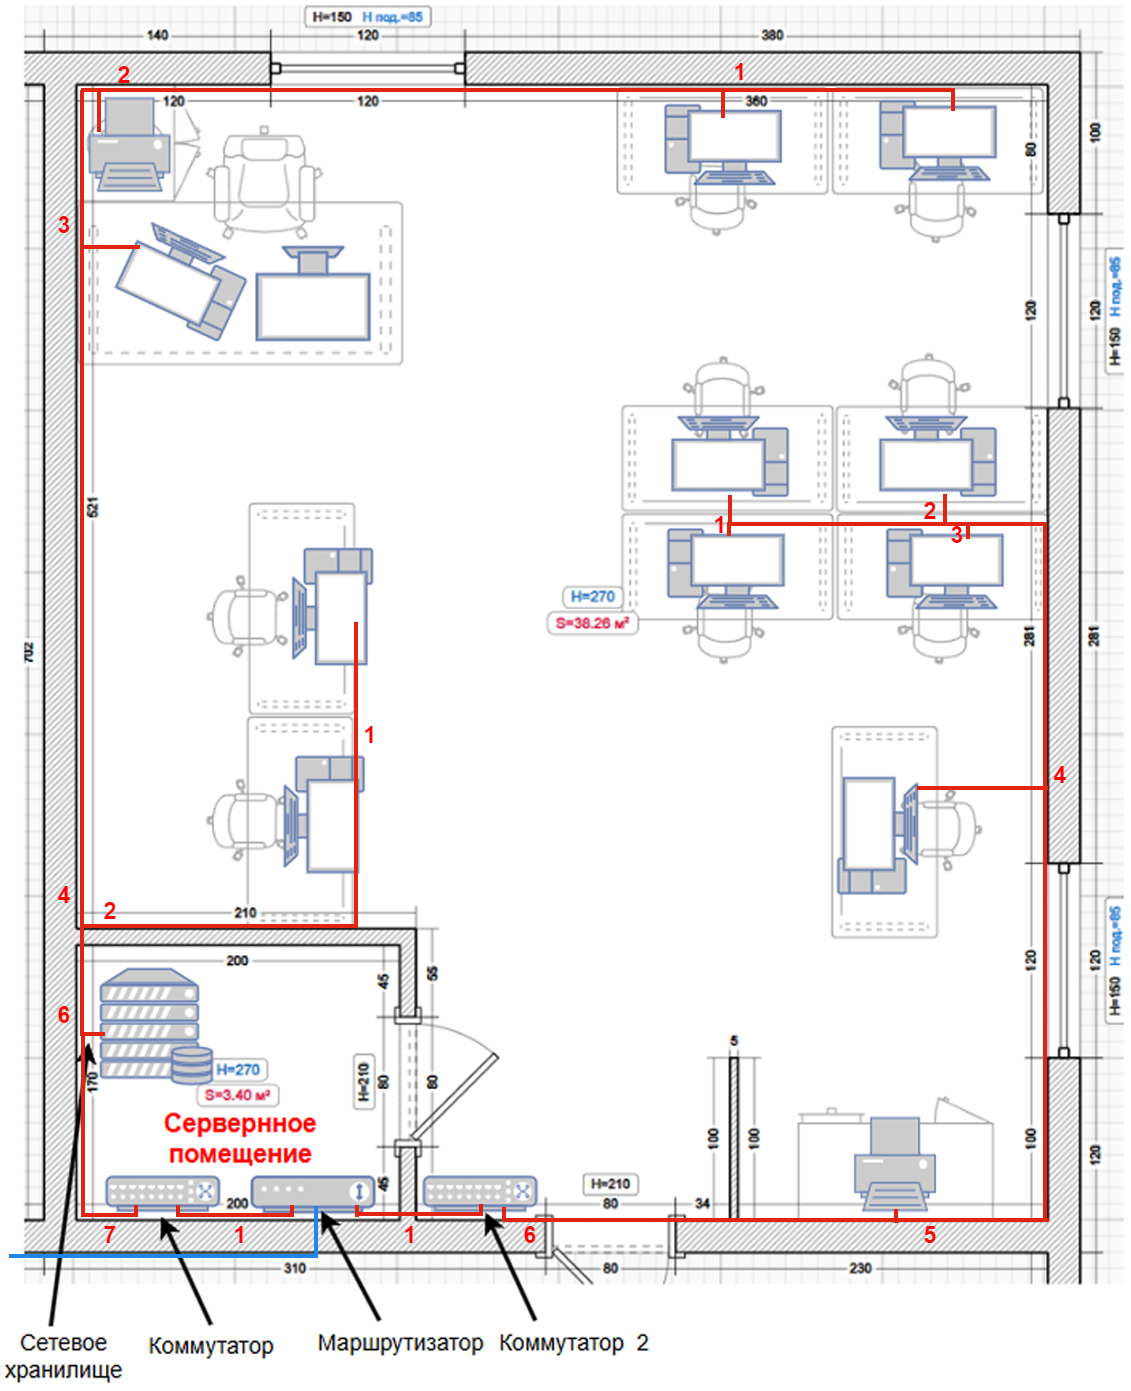 H=150 H под.=85
140 120 380
2 1
120 120 360
100
80
3
120
120
H=150 H под.=85
521
1 2
3
H=270
S=38.26 м²
281
281
702
1
4
4
2 210
200
45
55
120
120
H=150 H под.=85
6
5
H=270
170
H=210
80
80
S=3.40 м²
Сервернное
помещение
100
100
100
120
45
H=210
200
80
34
7 1 1 6 5
310 80 230
Сетевое
хранилище
Коммутатор
Маршрутизатор
Коммутатор 2